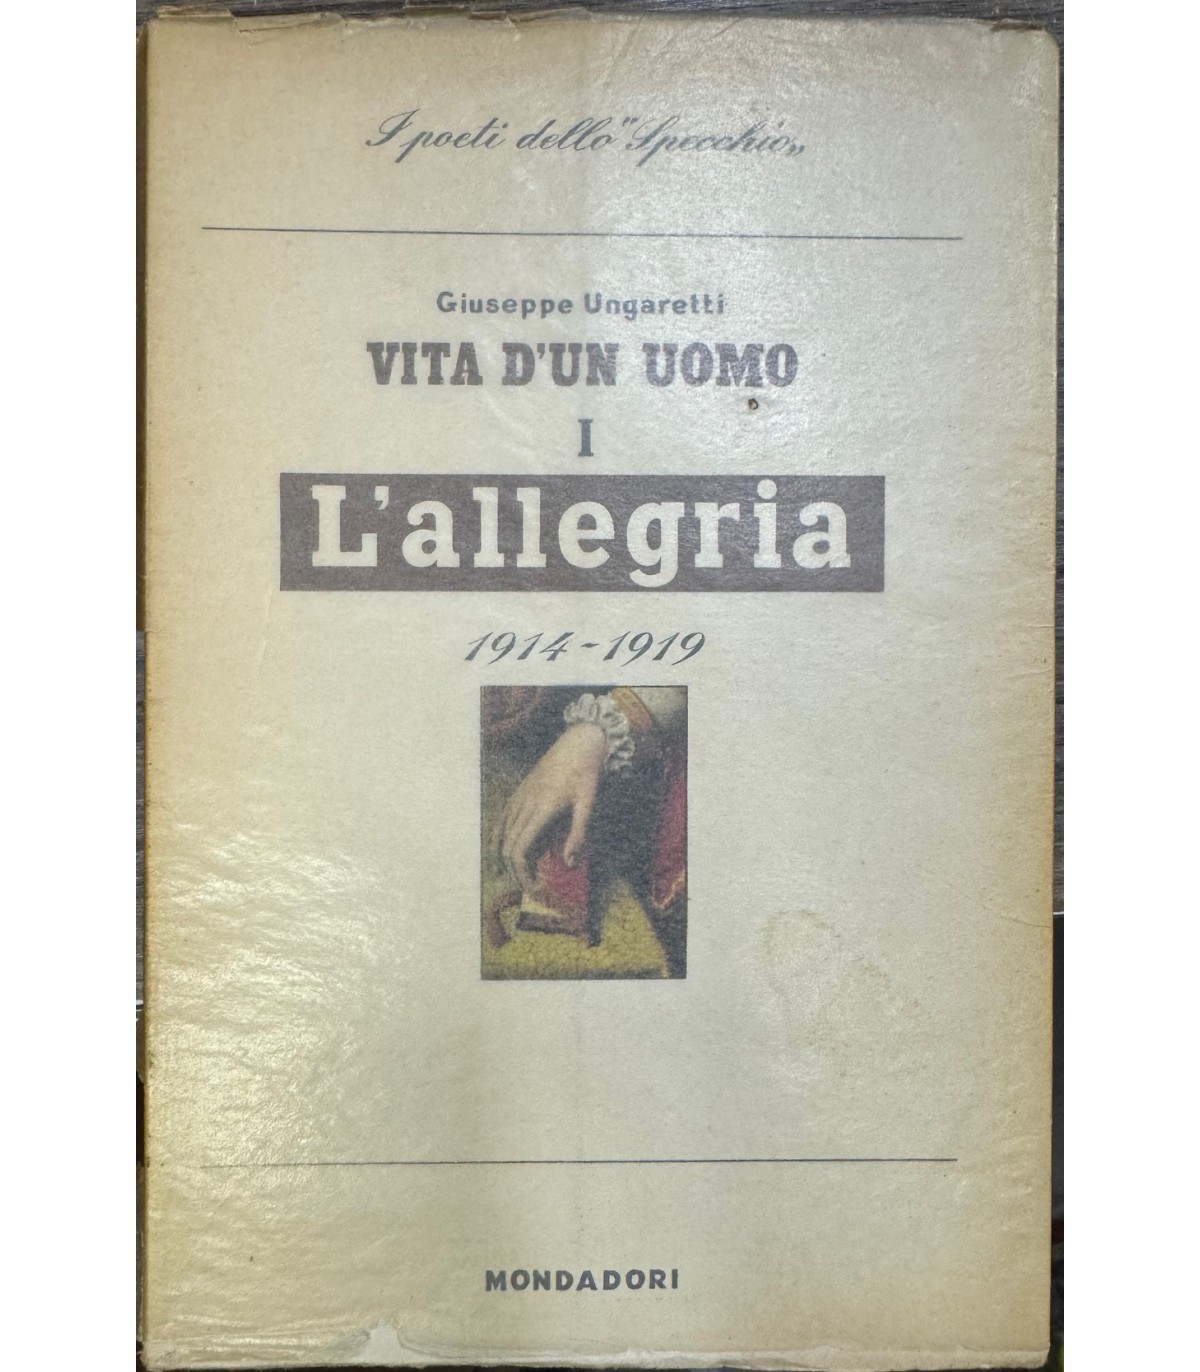 I poeti dello "Specchio„
Giuseppe Ungaretti
VITA D'UN UOMO
I
L'allegria
1914-1919
MONDADORI